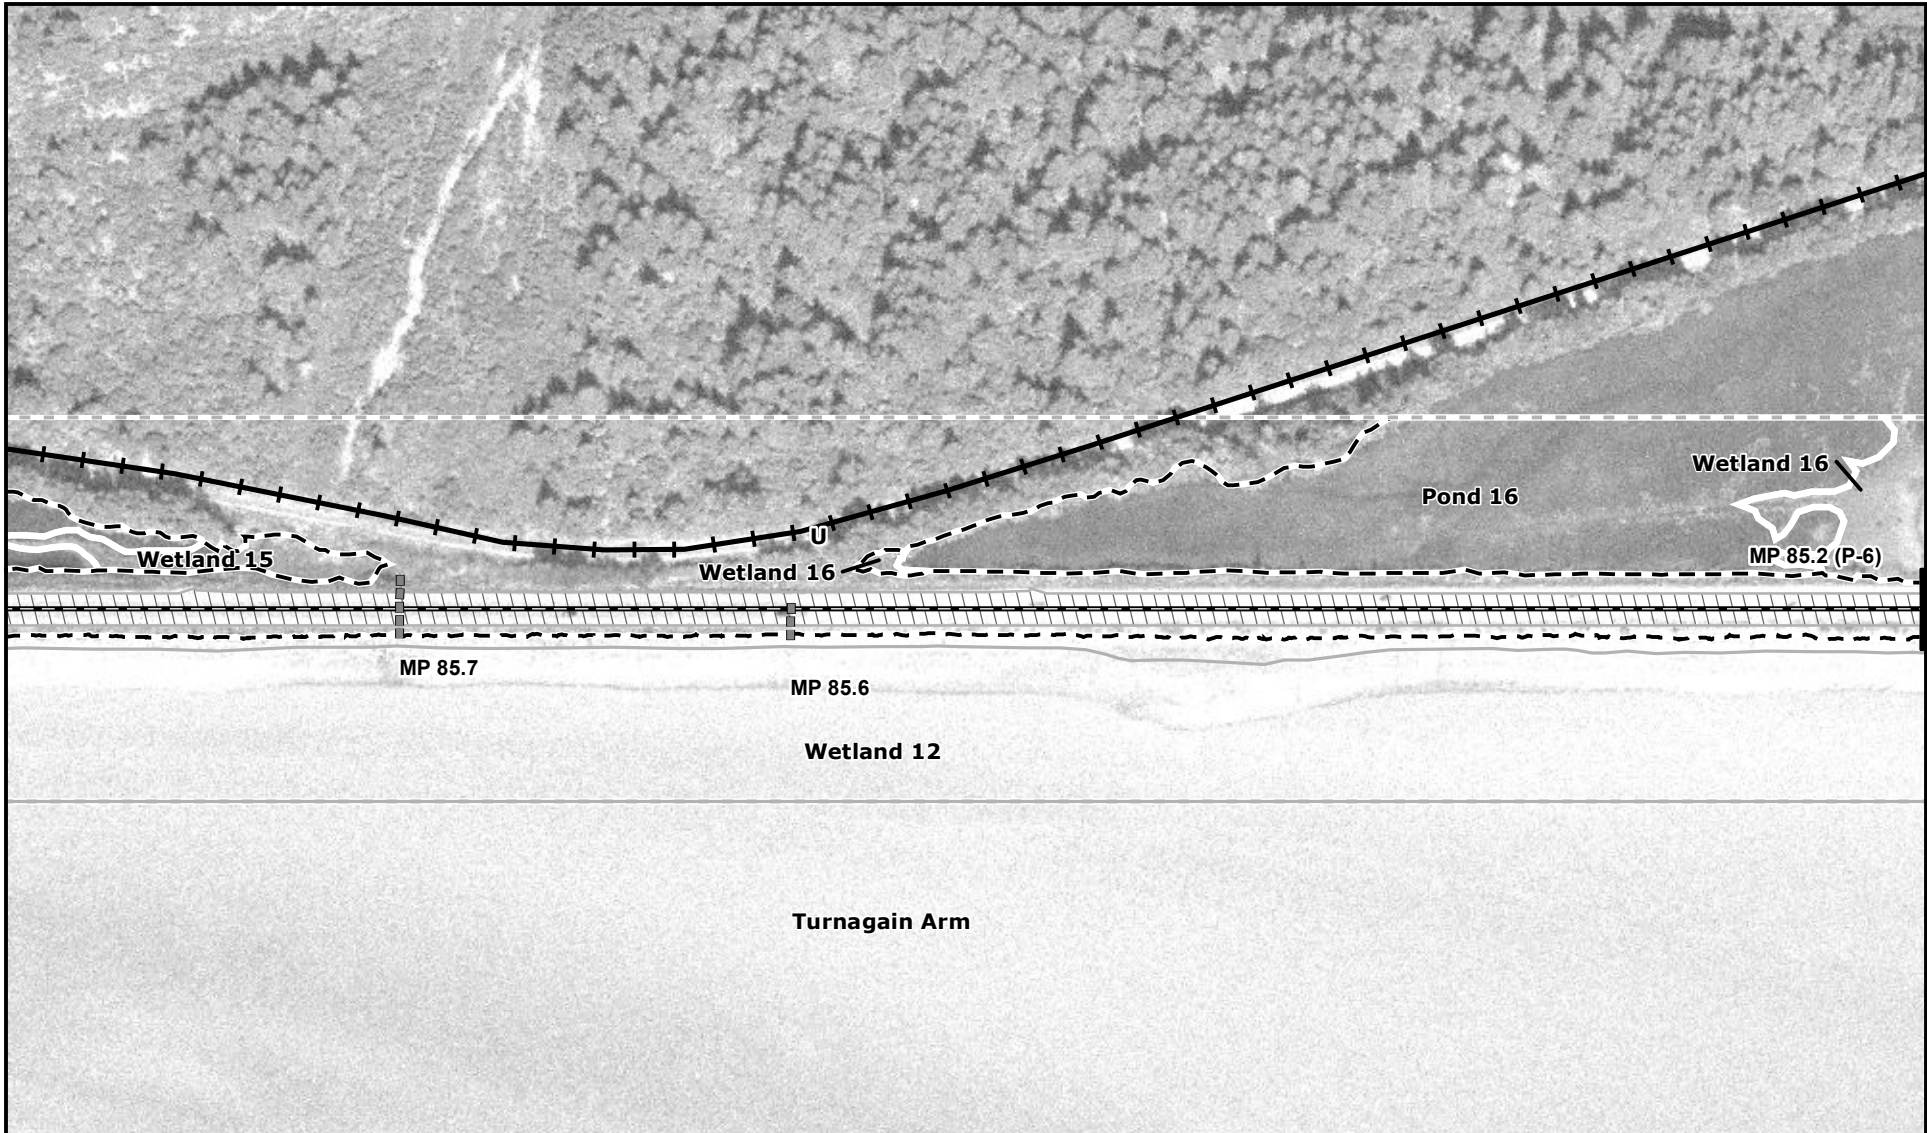 Wetland 16
Pond 16
U
MP 85.2 (P-6)
Wetland 15
Wetland 16
MP 85.7
MP 85.6
Wetland 12
Turnagain Arm